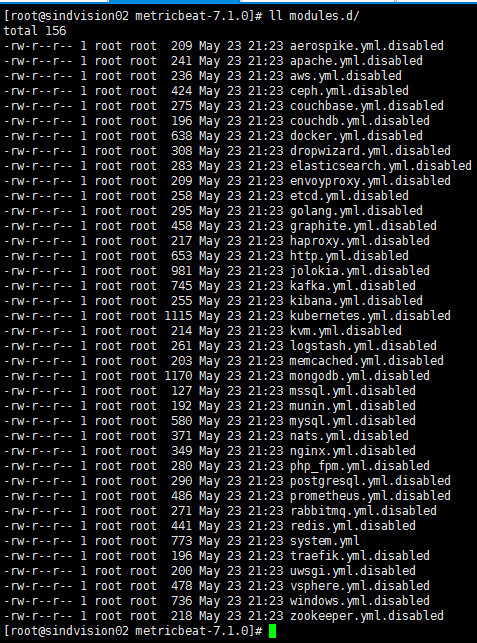 [root@sindvision02 metricbeat-7.1.0]# ll modules.d/
total 156
-rw-r--r-- 1 root root  209 May 23 21:23 aerospike.yml.disabled
-rw-r--r-- 1 root root  241 May 23 21:23 apache.yml.disabled
-rw-r--r-- 1 root root  236 May 23 21:23 aws.yml.disabled
-rw-r--r-- 1 root root  424 May 23 21:23 ceph.yml.disabled
-rw-r--r-- 1 root root  275 May 23 21:23 couchbase.yml.disabled
-rw-r--r-- 1 root root  196 May 23 21:23 couchdb.yml.disabled
-rw-r--r-- 1 root root  638 May 23 21:23 docker.yml.disabled
-rw-r--r-- 1 root root  308 May 23 21:23 dropwizard.yml.disabled
-rw-r--r-- 1 root root  283 May 23 21:23 elasticsearch.yml.disabled
-rw-r--r-- 1 root root  209 May 23 21:23 envoyproxy.yml.disabled
-rw-r--r-- 1 root root  258 May 23 21:23 etcd.yml.disabled
-rw-r--r-- 1 root root  295 May 23 21:23 golang.yml.disabled
-rw-r--r-- 1 root root  458 May 23 21:23 graphite.yml.disabled
-rw-r--r-- 1 root root  217 May 23 21:23 haproxy.yml.disabled
-rw-r--r-- 1 root root  653 May 23 21:23 http.yml.disabled
-rw-r--r-- 1 root root  981 May 23 21:23 jolokia.yml.disabled
-rw-r--r-- 1 root root  745 May 23 21:23 kafka.yml.disabled
-rw-r--r-- 1 root root  255 May 23 21:23 kibana.yml.disabled
-rw-r--r-- 1 root root 1115 May 23 21:23 kubernetes.yml.disabled
-rw-r--r-- 1 root root  214 May 23 21:23 kvm.yml.disabled
-rw-r--r-- 1 root root  261 May 23 21:23 logstash.yml.disabled
-rw-r--r-- 1 root root  203 May 23 21:23 memcached.yml.disabled
-rw-r--r-- 1 root root 1170 May 23 21:23 mongodb.yml.disabled
-rw-r--r-- 1 root root  127 May 23 21:23 mssql.yml.disabled
-rw-r--r-- 1 root root  192 May 23 21:23 munin.yml.disabled
-rw-r--r-- 1 root root  580 May 23 21:23 mysql.yml.disabled
-rw-r--r-- 1 root root  371 May 23 21:23 nats.yml.disabled
-rw-r--r-- 1 root root  349 May 23 21:23 nginx.yml.disabled
-rw-r--r-- 1 root root  280 May 23 21:23 php_fpm.yml.disabled
-rw-r--r-- 1 root root  290 May 23 21:23 postgresql.yml.disabled
-rw-r--r-- 1 root root  486 May 23 21:23 prometheus.yml.disabled
-rw-r--r-- 1 root root  271 May 23 21:23 rabbitmq.yml.disabled
-rw-r--r-- 1 root root  441 May 23 21:23 redis.yml.disabled
-rw-r--r-- 1 root root  773 May 23 21:23 system.yml
-rw-r--r-- 1 root root  196 May 23 21:23 traefik.yml.disabled
-rw-r--r-- 1 root root  200 May 23 21:23 uwsgi.yml.disabled
-rw-r--r-- 1 root root  478 May 23 21:23 vsphere.yml.disabled
-rw-r--r-- 1 root root  736 May 23 21:23 windows.yml.disabled
-rw-r--r-- 1 root root  218 May 23 21:23 zookeeper.yml.disabled
[root@sindvision02 metricbeat-7.1.0]#